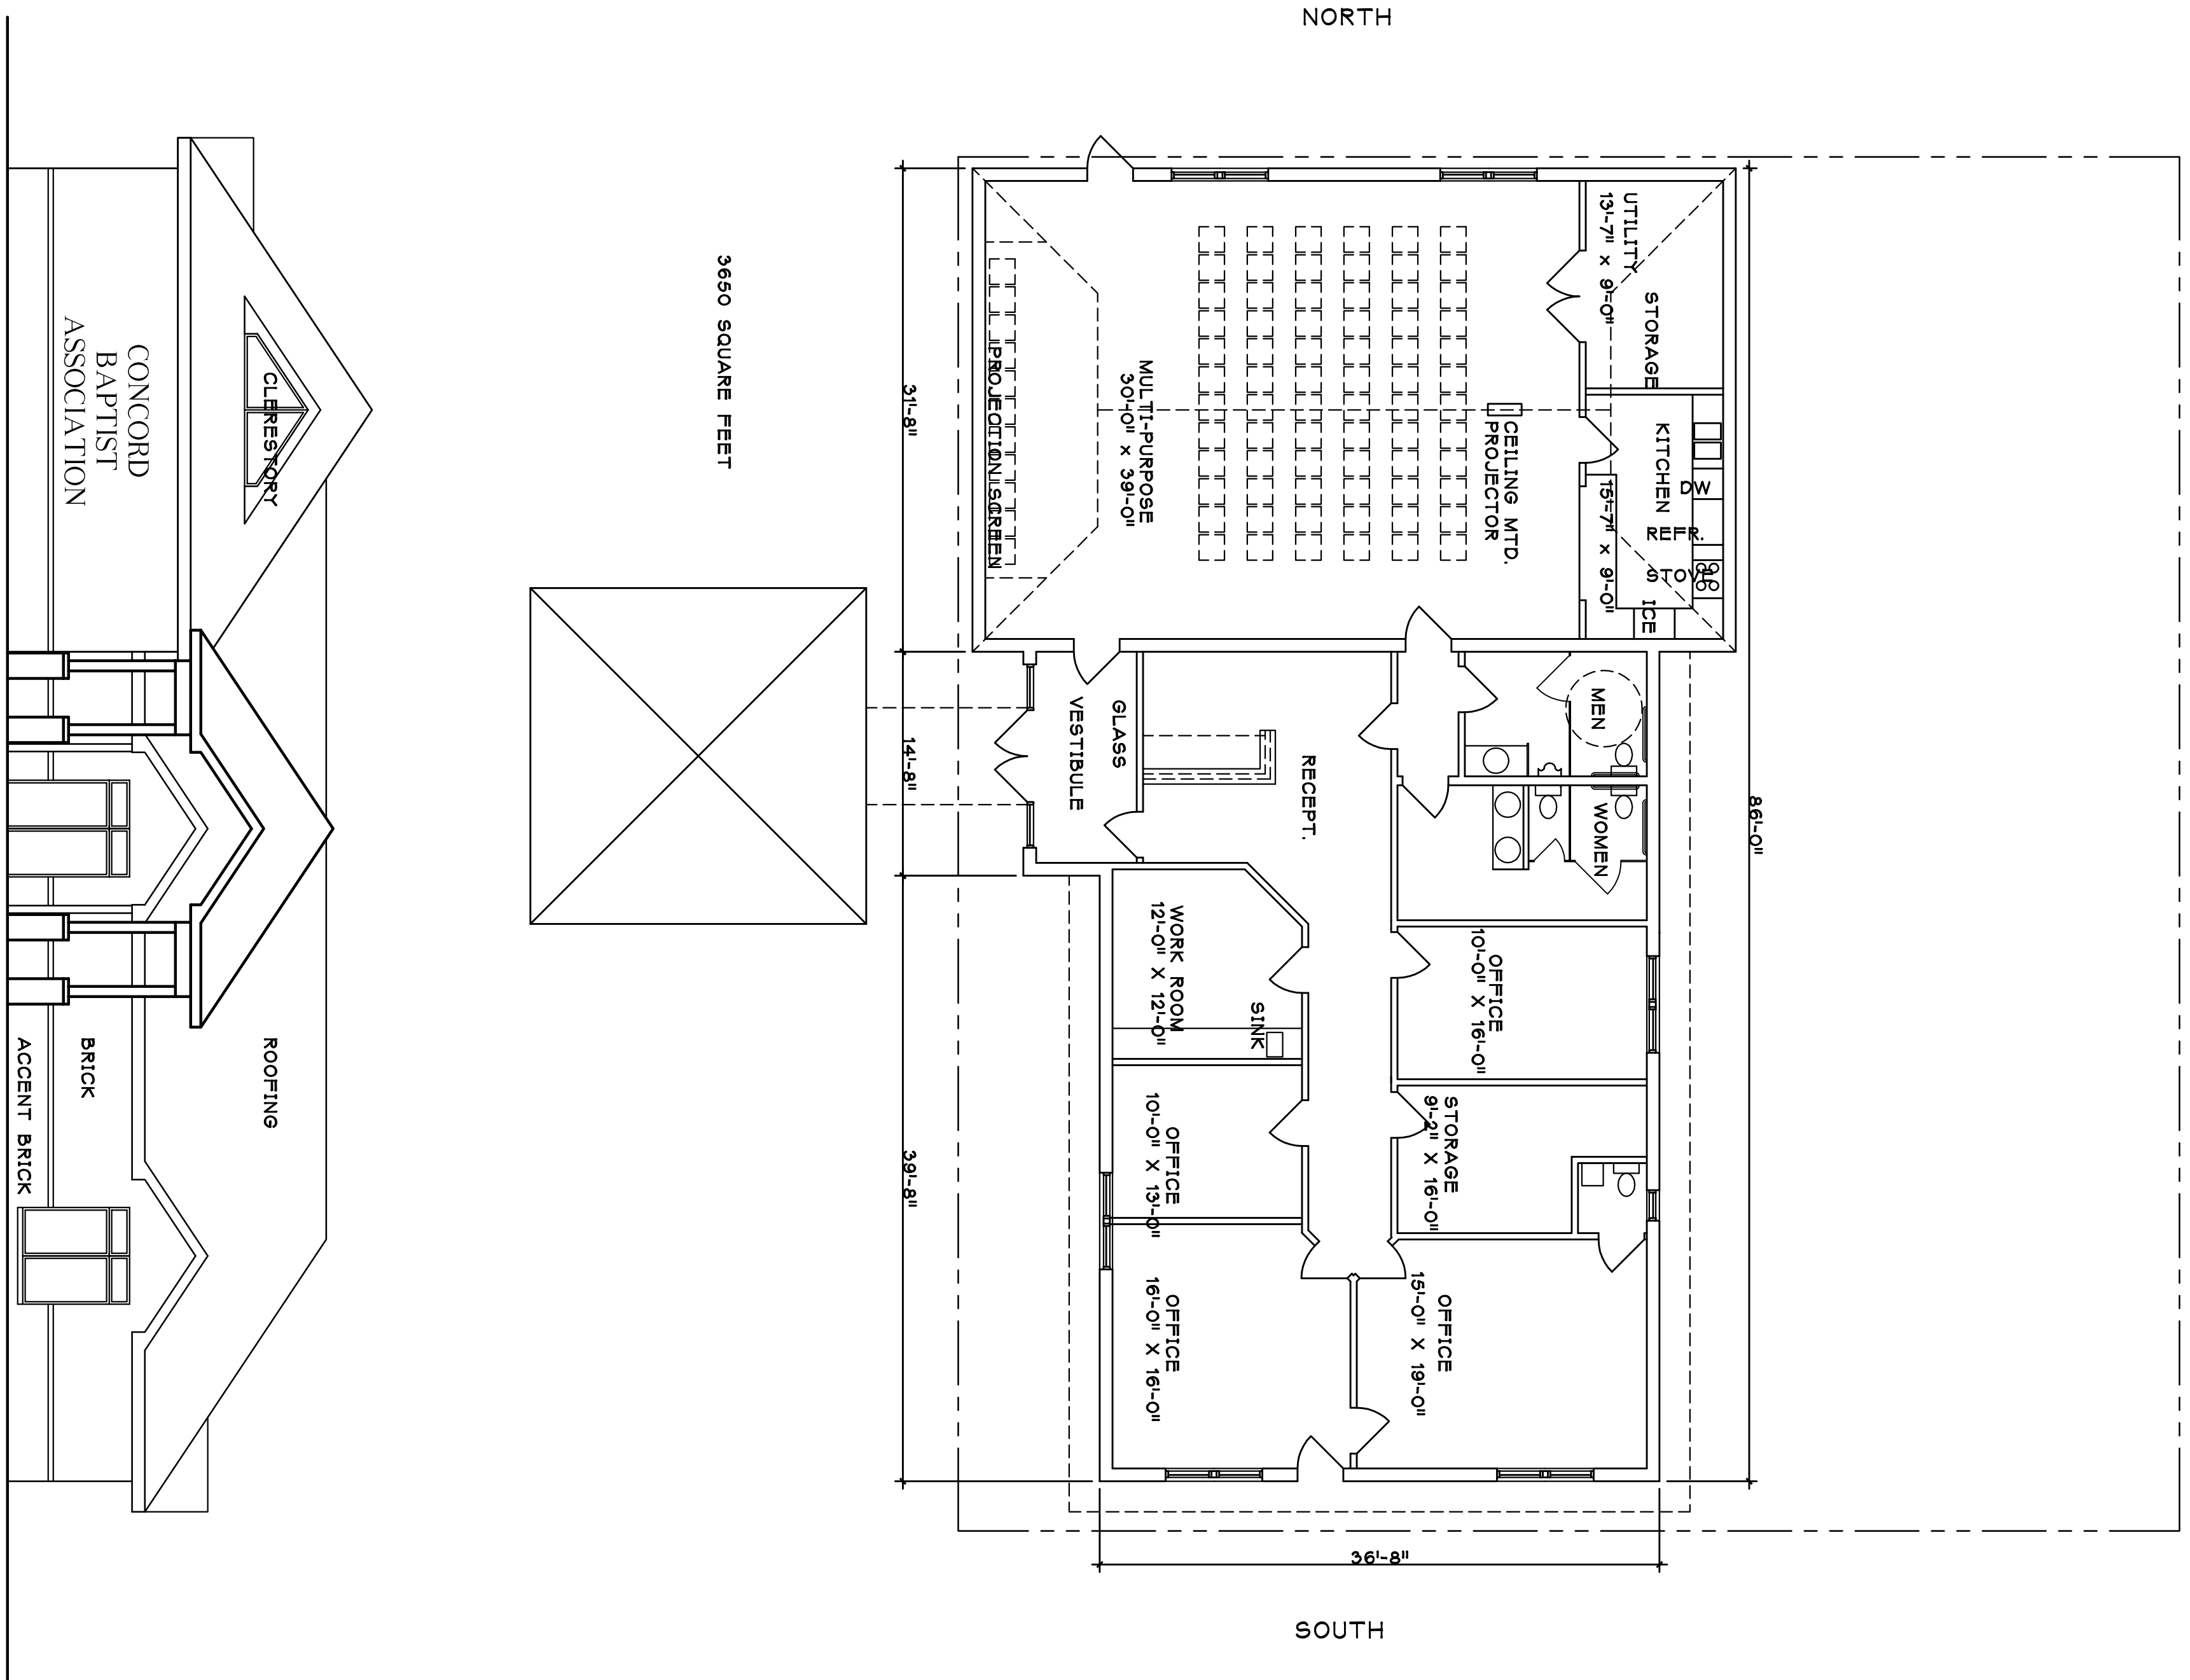 NORTH
CONCORD
BAPTIST
ASSOCIATION
CLERESTORY
ROOFING
BRICK
ACCENT BRICK
3650 SQUARE FEET
31'-8"
14'-8"
39'-8"
86'-0"
36'-8"
UTILITY
13'-7" x 9'-0"
STORAGE
KITCHEN
15'-7" x 9'-0"
DW
REFR.
STOVE
ICE
CEILING MTD.
PROJECTOR
MULTI-PURPOSE
30'-0" x 39'-0"
PROJECTION SCREEN
MEN
WOMEN
RECEPT.
GLASS
VESTIBULE
WORK ROOM
12'-0" X 12'-0"
SINK
OFFICE
10'-0" X 16'-0"
STORAGE
9'-2" X 16'-0"
OFFICE
10'-0" X 13'-0"
OFFICE
16'-0" X 16'-0"
OFFICE
15'-0" X 19'-0"
SOUTH